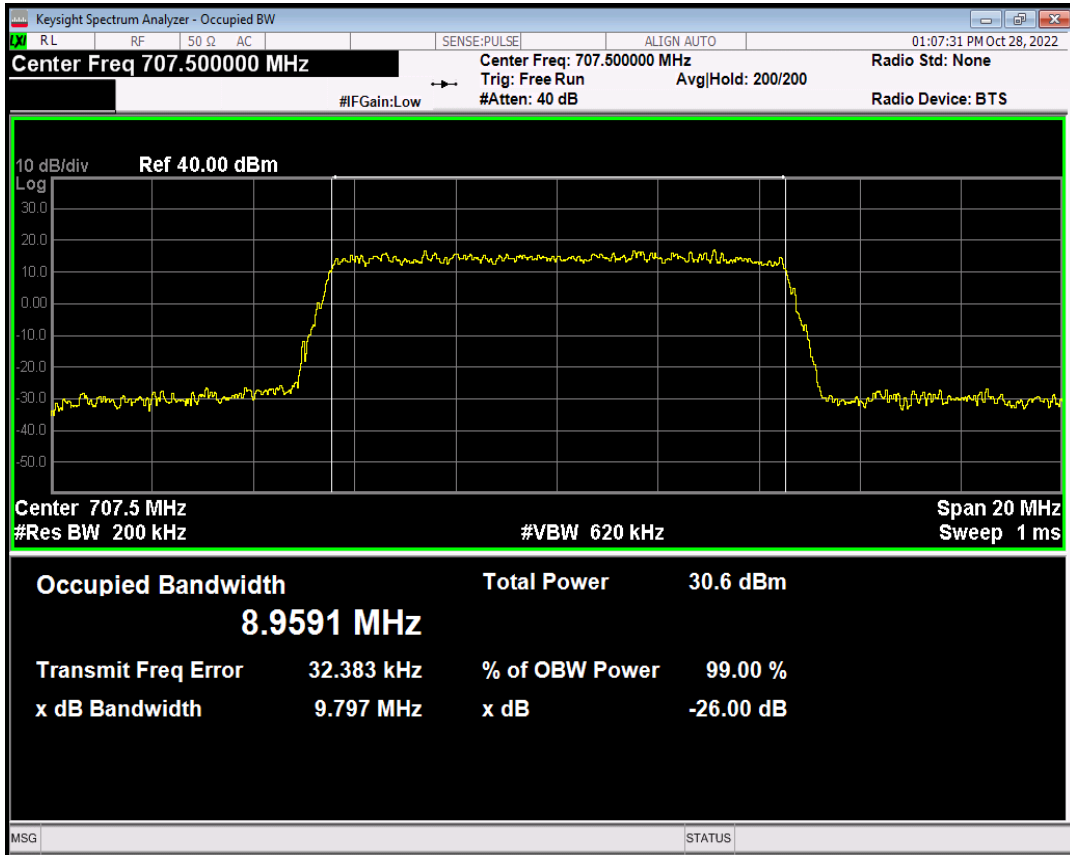 Keysight Spectrum Analyzer - Occupied BW
LXI RL RF 50 Ω AC SENSE:PULSE ALIGN AUTO 01:07:31 PM Oct 28, 2022
Center Freq 707.500000 MHz
Center Freq: 707.500000 MHz Radio Std: None
Trig: Free Run Avg|Hold: 200/200
#IFGain:Low #Atten: 40 dB Radio Device: BTS
10 dB/div Ref 40.00 dBm
Log
30.0
20.0
10.0
0.00
-10.0
-20.0
-30.0
-40.0
-50.0
Center 707.5 MHz Span 20 MHz
#Res BW 200 kHz #VBW 620 kHz Sweep 1 ms
Occupied Bandwidth Total Power 30.6 dBm
8.9591 MHz
Transmit Freq Error 32.383 kHz % of OBW Power 99.00 %
x dB Bandwidth 9.797 MHz x dB -26.00 dB
MSG STATUS